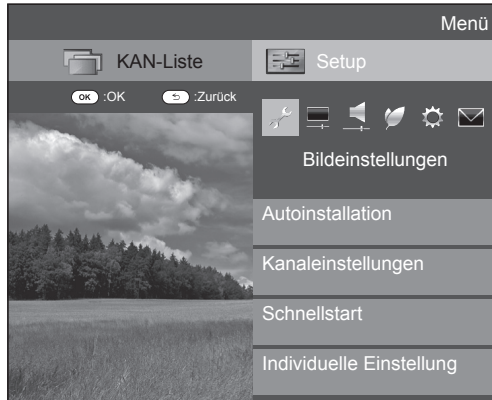 Menü
KAN-Liste
Setup
OK :OK
:Zurück
Bildeinstellungen
Autoinstallation
Kanaleinstellungen
Schnellstart
Individuelle Einstellung